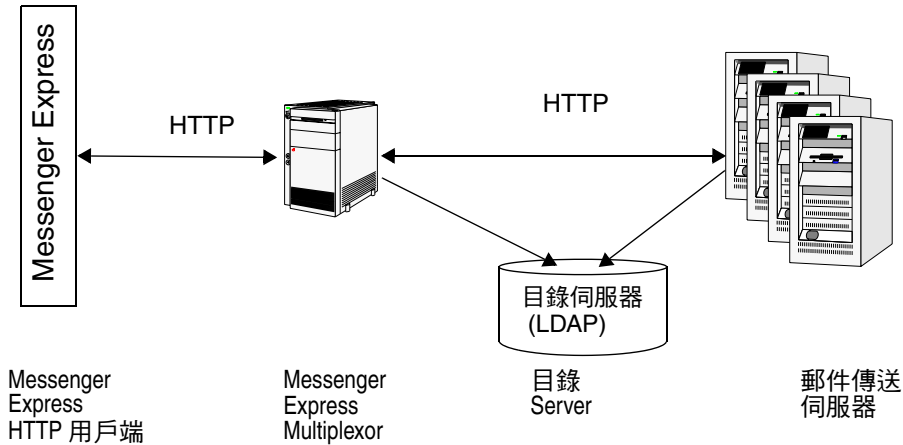 Messenger Express
HTTP
HTTP
目錄伺服器
(LDAP)
Messenger
Express
HTTP 用戶端
Messenger
Express
Multiplexor
目錄
Server
郵件傳送
伺服器